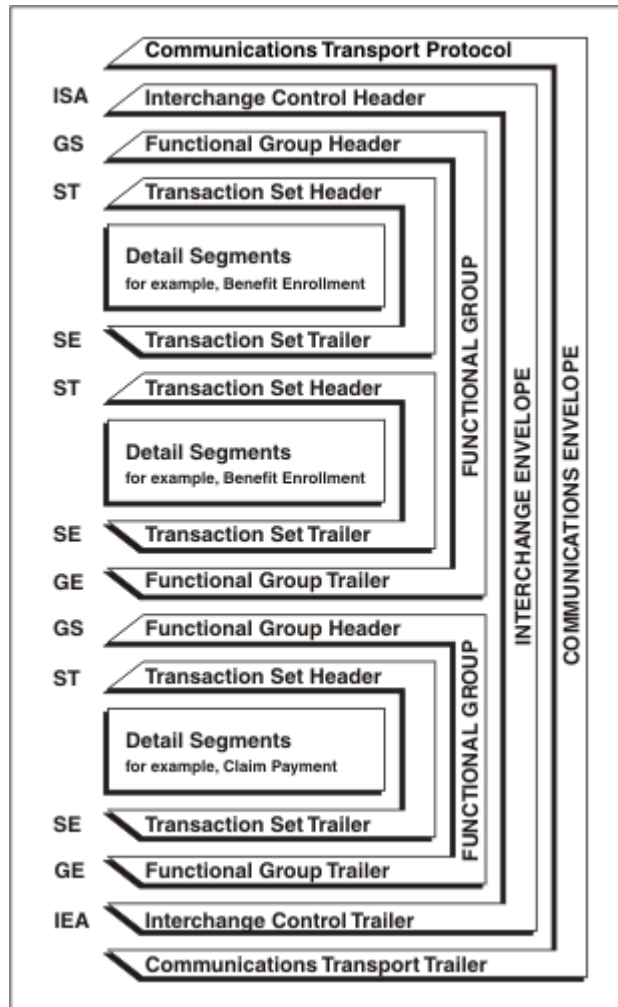 Communications Transport Protocol
ISA Interchange Control Header
GS Functional Group Header
ST Transaction Set Header
Detail Segments
for example, Benefit Enrollment
SE Transaction Set Trailer
ST Transaction Set Header
Detail Segments
for example, Benefit Enrollment
SE Transaction Set Trailer
GE Functional Group Trailer
FUNCTIONAL GROUP
GS Functional Group Header
ST Transaction Set Header
Detail Segments
for example, Claim Payment
SE Transaction Set Trailer
GE Functional Group Trailer
FUNCTIONAL GROUP
IEA Interchange Control Trailer
INTERCHANGE ENVELOPE
Communications Transport Trailer
COMMUNICATIONS ENVELOPE